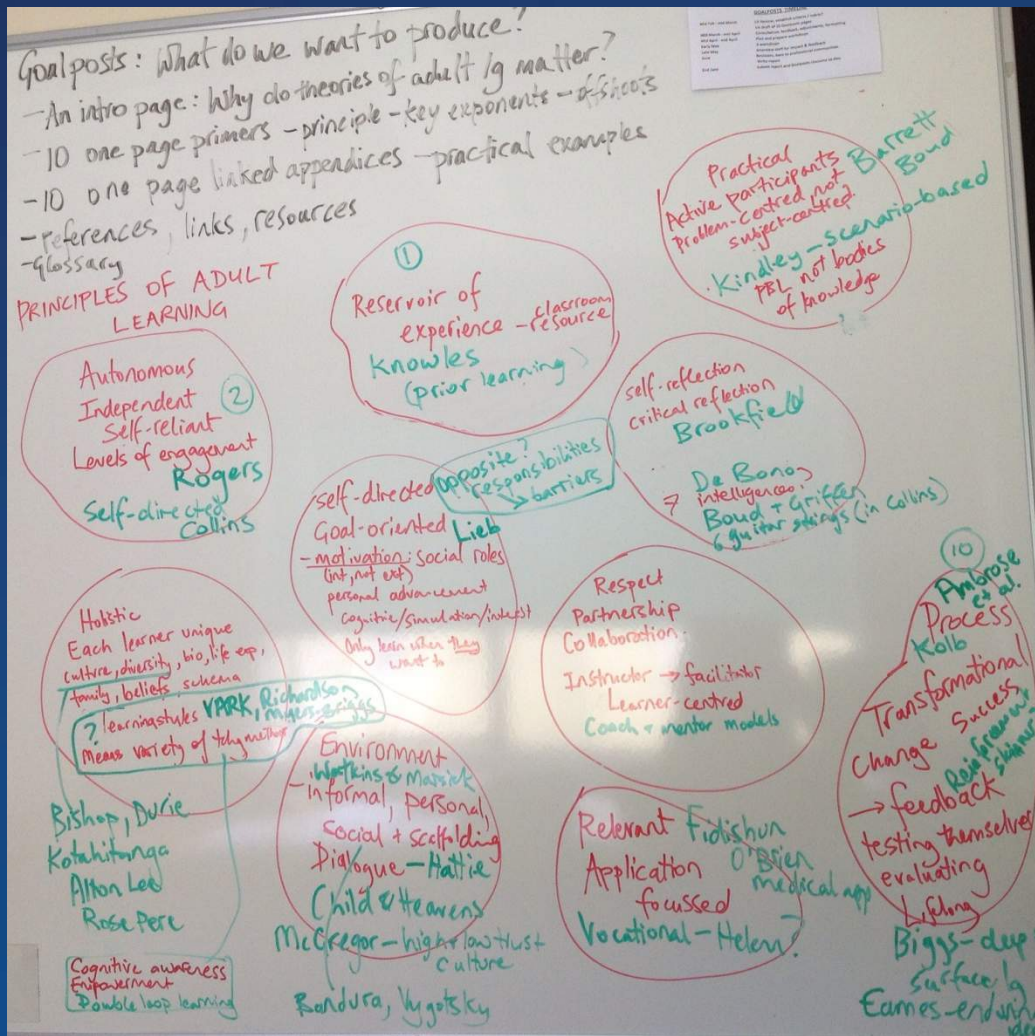 Goalposts: What do we want to produce?
- An intro page: Why do theories of adult lg matter?
- 10 one page primers - principle - key exponents - offshoots
- 10 one page linked appendices - practical examples
- references, links, resources
- Glossary
GOALPOSTS TIMELINE
PRINCIPLES OF ADULT
LEARNING
Practical
Active participants
Problem-centred, not
subject-centred.
Barrett
Boud
Kindley - scenario-based
PBL not bodies
of knowledge
1
Reservoir of
experience - classroom
resource
Knowles
(prior learning)
Autonomous
Independent
2
Self-reliant
Levels of engagement
Rogers
Self-directed
Collins
self-reflection
critical reflection
Brookfield
De Bono
7 intelligences?
Boud + Griffen
6 guitar strings (in Collins)
self-directed
opposite?
responsibilities
barriers
Goal-oriented Lieb
- motivation: social roles
(int, not ext)
personal advancement
cognitive/stimulation/interest
Only learn when they
want to
Holistic
Each learner unique
culture, diversity, bio, life exp,
family, beliefs, schema
? learning styles VARK, Richardson
Myers-Briggs
means variety of tchg methods
Bishop, Durie
Kotahitanga
Alton Lee
Rose Pere
Cognitive awareness
Empowerment
Double loop learning
Environment
- Watkins & Marsick
- informal, personal,
Social + scaffolding
Dialogue - Hattie
Child & Heavens
McGregor - high + low trust
culture
Bandura, Vygotsky
Respect
Partnership
Collaboration
Instructor → facilitator
Learner-centred
Coach + mentor models
Relevant Fidishun
O'Brien
medical app
Application
focussed
Vocational - Helen?
10
Ambrose
et al.
Process
Kolb
Transformational
change Success
Reinforcement
Skinner
→ feedback
testing themselves
evaluating
Lifelong
Biggs - deep
surface lg
Eames -